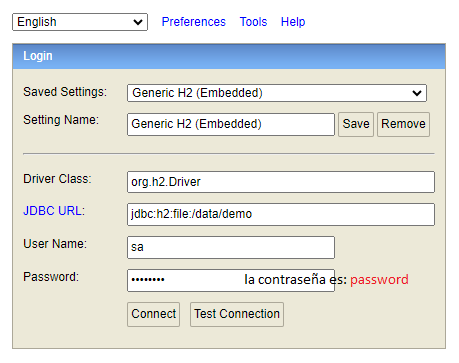 English Preferences Tools Help
Login
Saved Settings: Generic H2 (Embedded)
Setting Name: Generic H2 (Embedded) Save Remove
Driver Class: org.h2.Driver
JDBC URL: jdbc:h2:file:/data/demo
User Name: sa
Password: •••••••• la contraseña es: password
Connect Test Connection